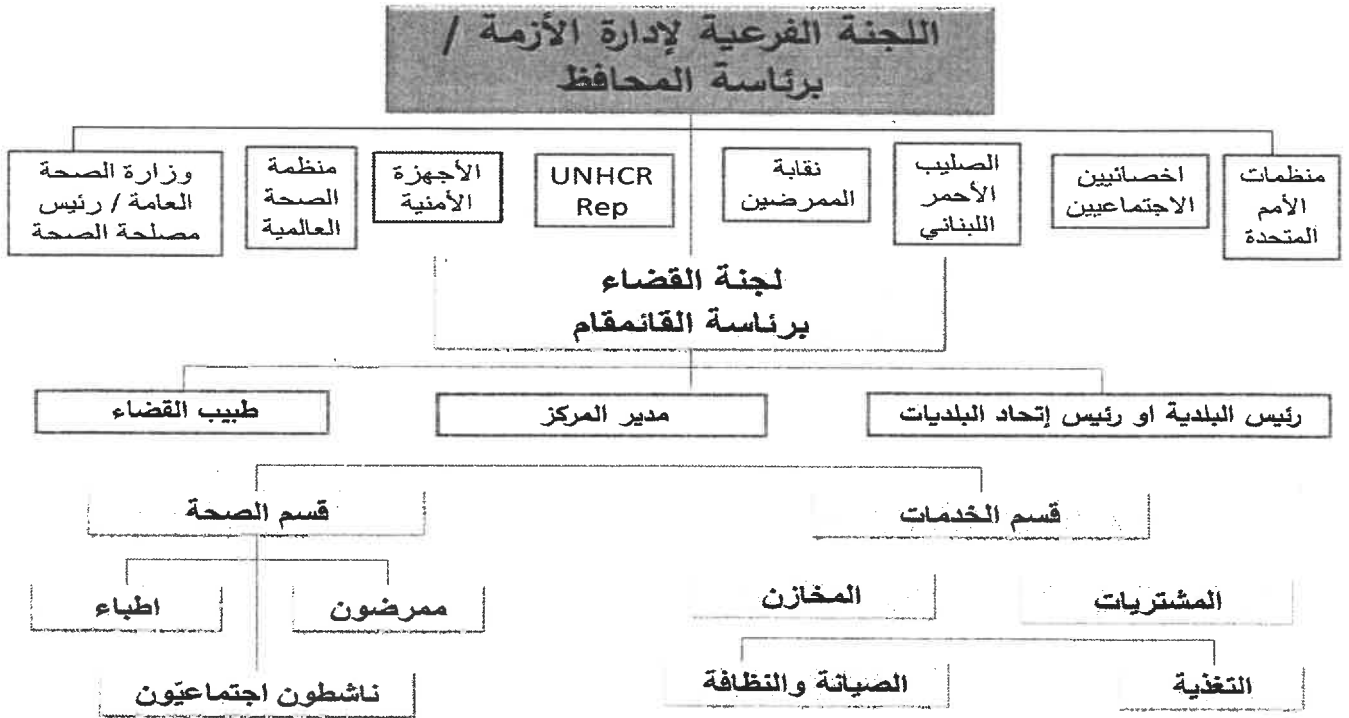 اللجنة الفرعية لإدارة الأزمة /
برئاسة المحافظ
منظمات
الأمم
المتحدة
اخصائيين
الاجتماعيين
الصليب
الأحمر
اللبناني
نقابة
الممرضين
UNHCR
Rep
الأجهزة
الأمنية
منظمة
الصحة
العالمية
وزارة الصحة
العامة / رئيس
مصلحة الصحة
لجنة القضاء
برئاسة القائمقام
رئيس البلدية او رئيس إتحاد البلديات
مدير المركز
طبيب القضاء
قسم الخدمات
قسم الصحة
المشتريات
المخازن
ممرضون
اطباء
التغذية
الصيانة والنظافة
ناشطون اجتماعيّون